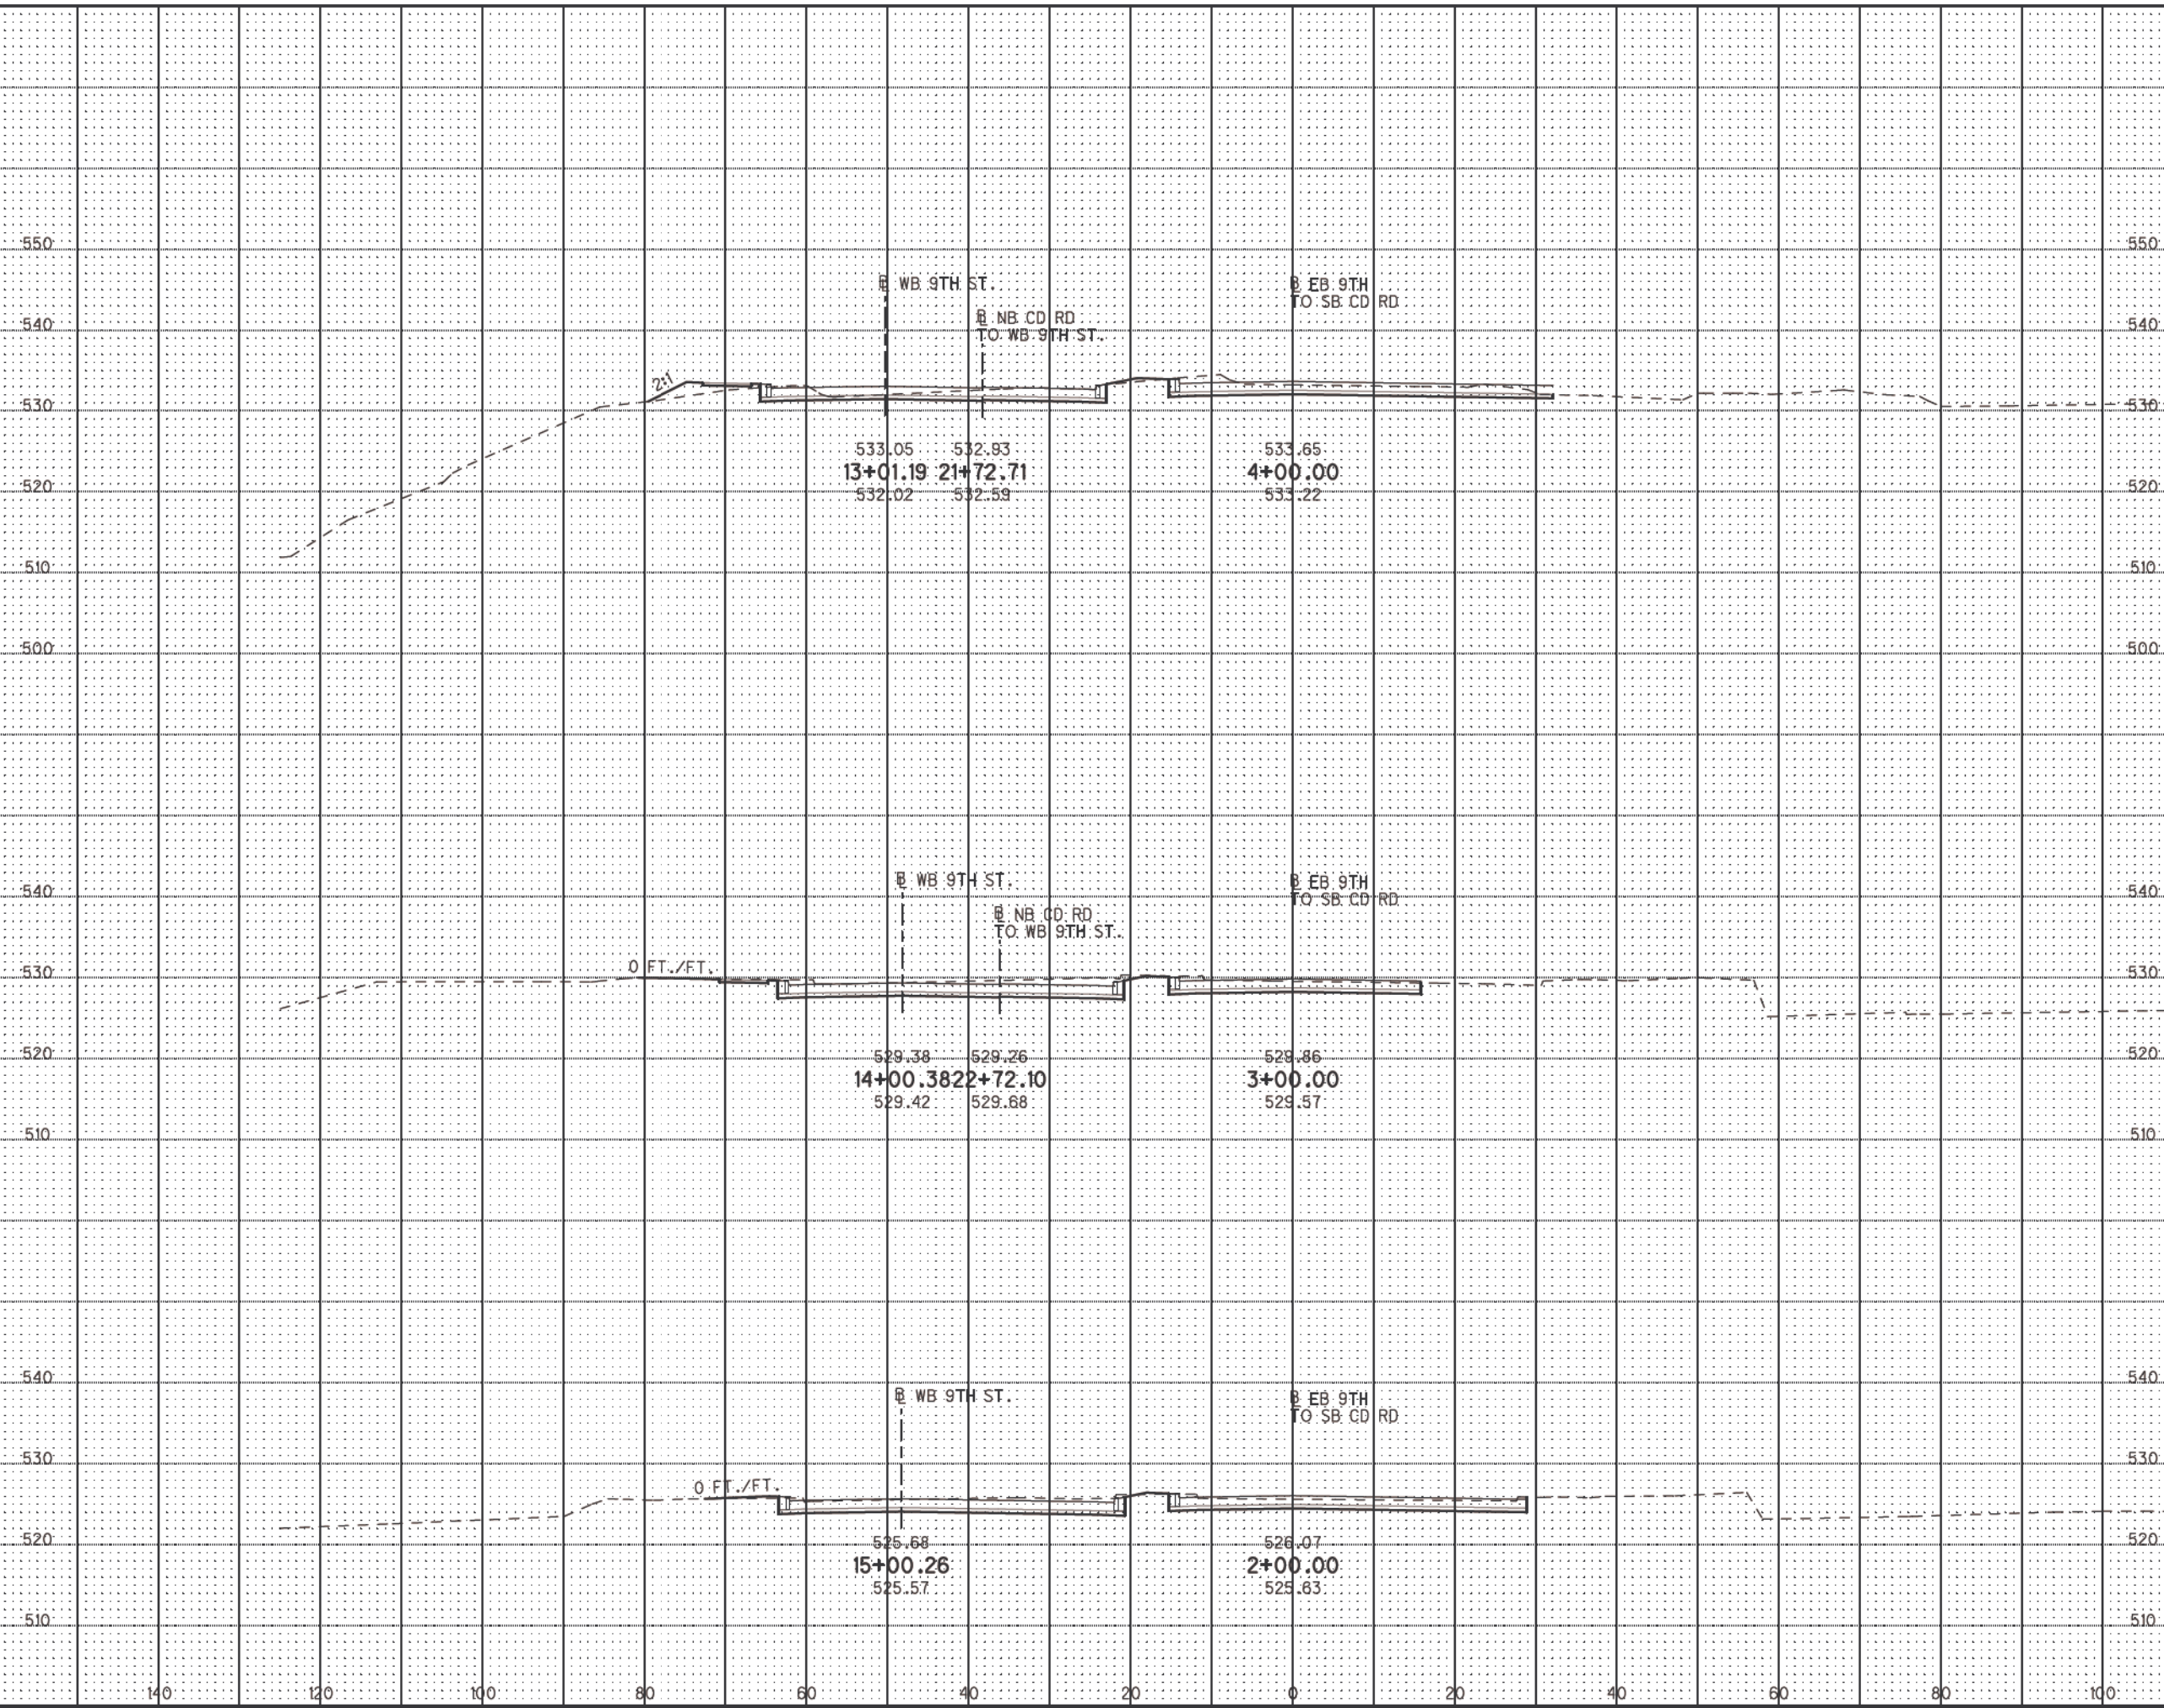 550 550
℄ WB 9TH ST. ℄ EB 9TH
TO SB CD RD
℄ NB CD RD
TO WB 9TH ST.
540 540
2:1
530 530
533.05 532.93 533.65
13+01.19 21+72.71 4+00.00
532.02 532.59 533.22
520 520
510 510
500 500
℄ WB 9TH ST. ℄ EB 9TH
TO SB CD RD
540 540
℄ NB CD RD
TO WB 9TH ST.
0 FT./FT.
530 530
529.38 529.26 529.86
520 520
14+00.38 22+72.10 3+00.00
529.42 529.68 529.57
510 510
540 540
℄ WB 9TH ST. ℄ EB 9TH
TO SB CD RD
530 530
0 FT./FT.
525.68 526.07
520 520
15+00.26 2+00.00
525.57 525.63
510 510
140 120 100 80 60 40 20 0 20 40 60 80 100